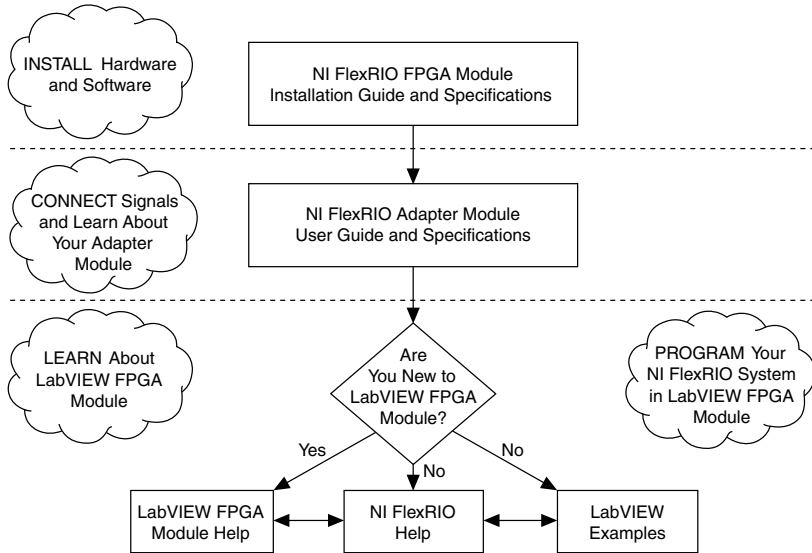 INSTALL Hardware
and Software
NI FlexRIO FPGA Module
Installation Guide and Specifications
CONNECT Signals
and Learn About
Your Adapter
Module
NI FlexRIO Adapter Module
User Guide and Specifications
LEARN About
LabVIEW FPGA
Module
Are
You New to
LabVIEW FPGA
Module?
PROGRAM Your
NI FlexRIO System
in LabVIEW FPGA
Module
Yes
No
No
LabVIEW FPGA
Module Help
NI FlexRIO
Help
LabVIEW
Examples